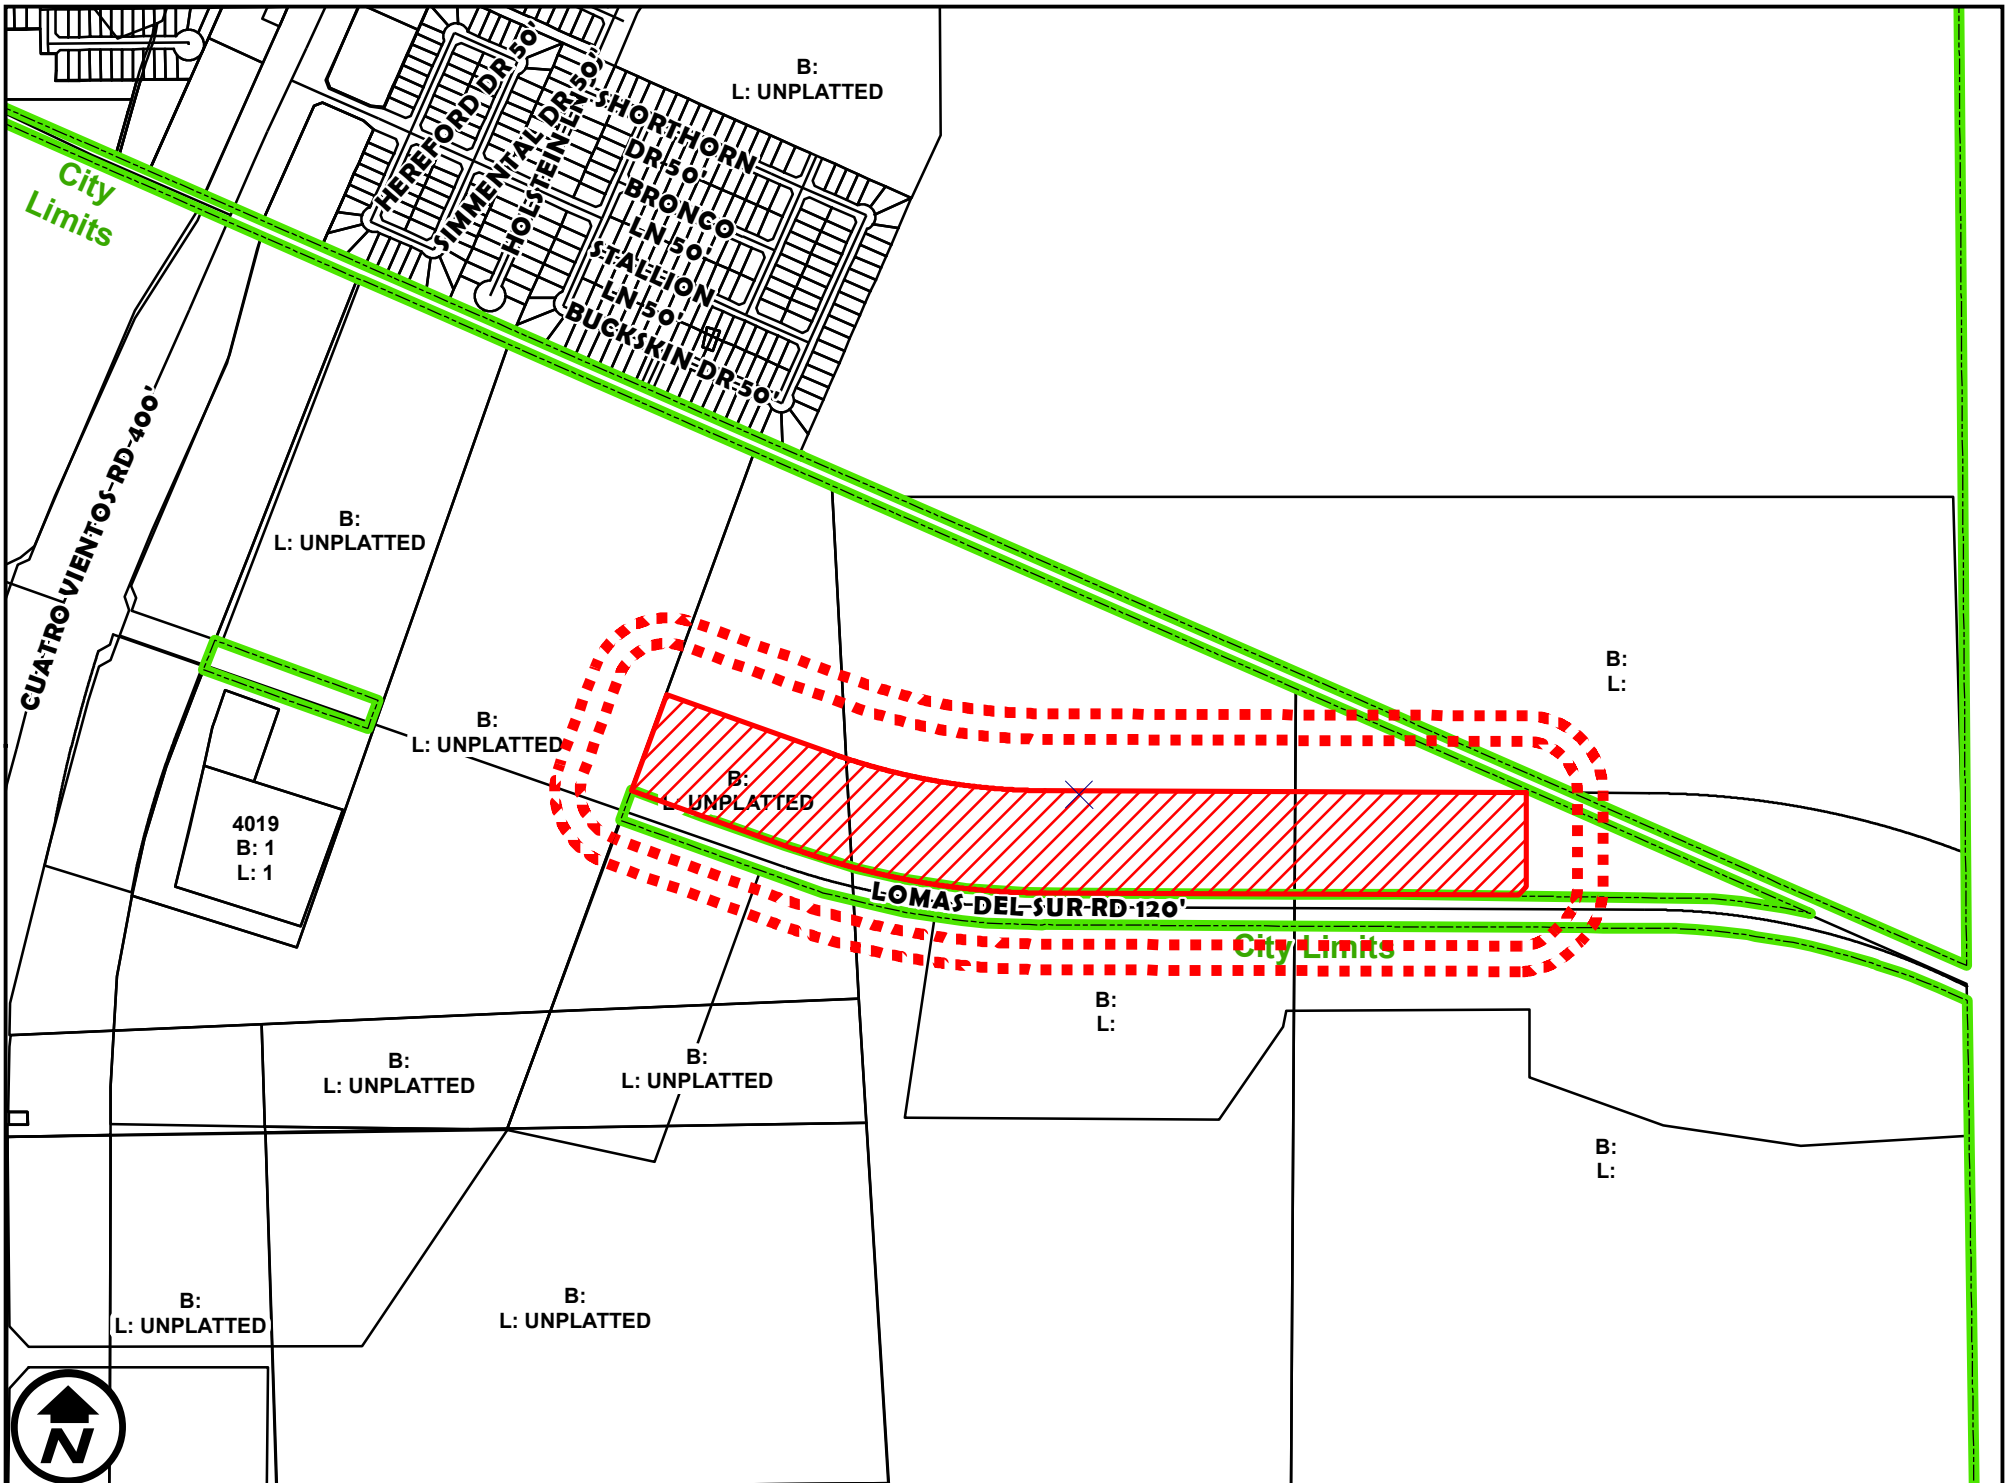 B:
L: UNPLATTED
HEREFORD DR 50'
SIMMENTAL DR 50'
HOLSTEIN LN
SHORTHORN
DR 50'
BRONCO
LN 50'
STALLION
LN 50'
BUCKSKIN DR 50'
City
Limits
CUATRO VIENTOS RD 400'
B:
L: UNPLATTED
B:
L:
B:
L: UNPLATTED
B:
L: UNPLATTED
4019
B: 1
L: 1
LOMAS DEL SUR RD 120'
City Limits
B:
L:
B:
L: UNPLATTED
B:
L: UNPLATTED
B:
L:
B:
L: UNPLATTED
B:
L: UNPLATTED
N